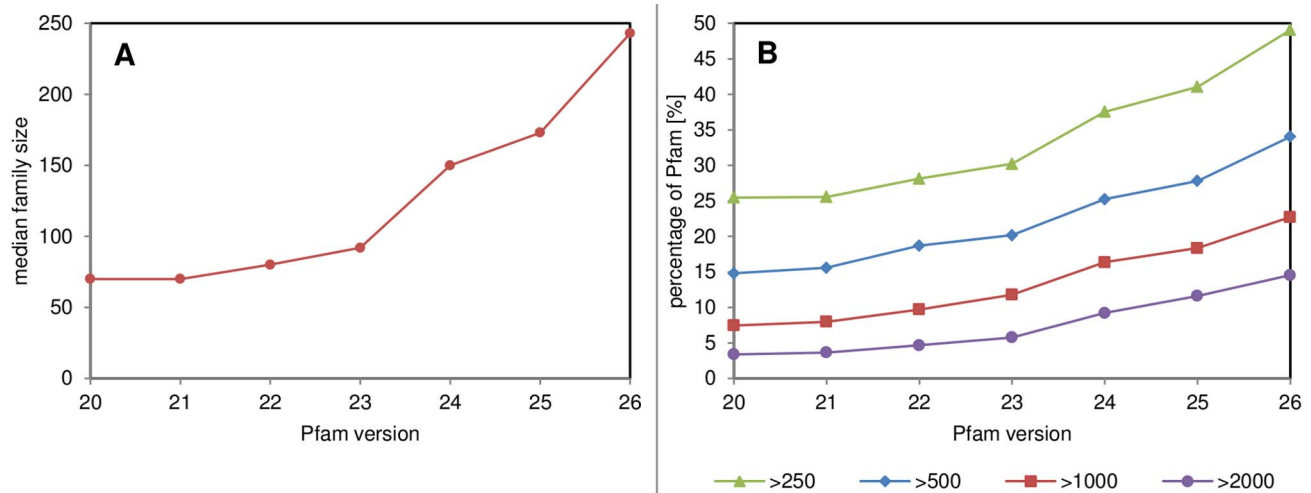 A
median family size
250
200
150
100
50
0
20 21 22 23 24 25 26
Pfam version
B
percentage of Pfam [%]
50
45
40
35
30
25
20
15
10
5
0
20 21 22 23 24 25 26
Pfam version
>250 >500 >1000 >2000